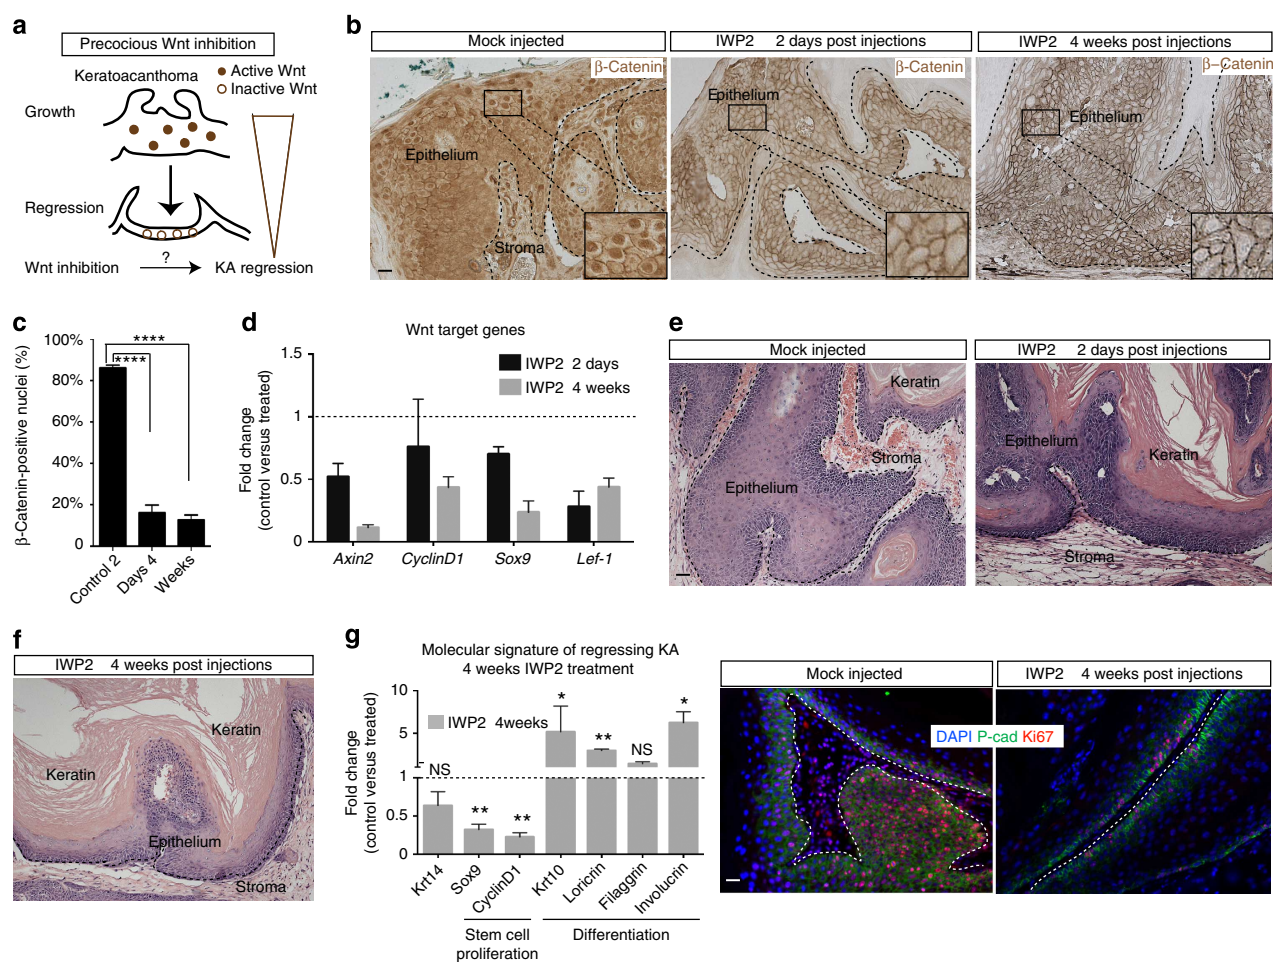 a
Precocious Wnt inhibition
Keratoacanthoma
Active Wnt
Inactive Wnt
Growth
Regression
Wnt inhibition
?
KA regression
b
Mock injected
IWP2 2 days post injections
IWP2 4 weeks post injections
β-Catenin
β-Catenin
β–Catenin
Epithelium
Stroma
Epithelium
Epithelium
c
β-Catenin-positive nuclei (%)
100%
80%
60%
40%
20%
0
****
****
Control 2
Days 4
Weeks
d
Wnt target genes
Fold change
(control versus treated)
1.5
1
0.5
0
IWP2 2 days
IWP2 4 weeks
Axin2
CyclinD1
Sox9
Lef-1
e
Mock injected
IWP2 2 days post injections
Keratin
Stroma
Epithelium
Epithelium
Keratin
Stroma
f
IWP2 4 weeks post injections
Keratin
Keratin
Epithelium
Stroma
g
Molecular signature of regressing KA
4 weeks IWP2 treatment
Fold change
(control versus treated)
10
5
1
0.5
0
IWP2 4weeks
NS
**
**
*
**
NS
*
Krt14
Sox9
CyclinD1
Krt10
Loricrin
Filaggrin
Involucrin
Stem cell
proliferation
Differentiation
Mock injected
IWP2 4 weeks post injections
DAPI P-cad Ki67